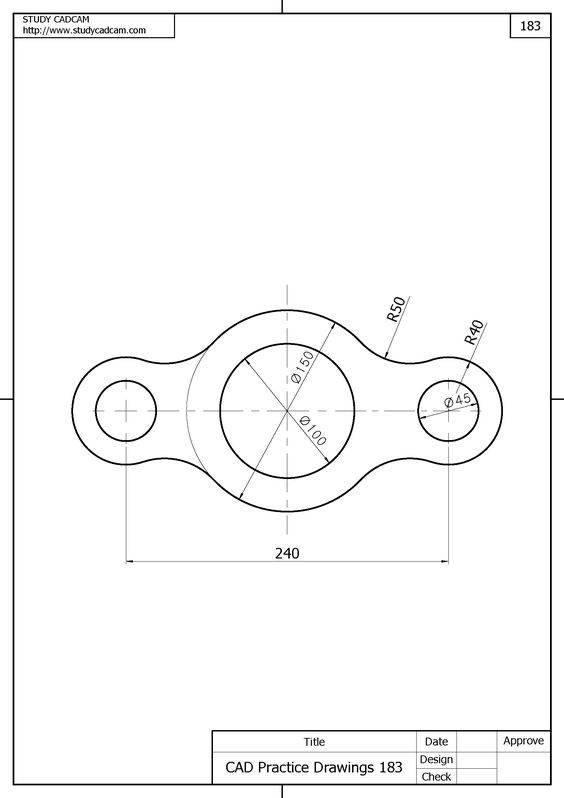 STUDY CADCAM
http://www.studycadcam.com
183
R50
R40
Ø150
Ø45
Ø100
240
Title
Date
Approve
CAD Practice Drawings 183
Design
Check